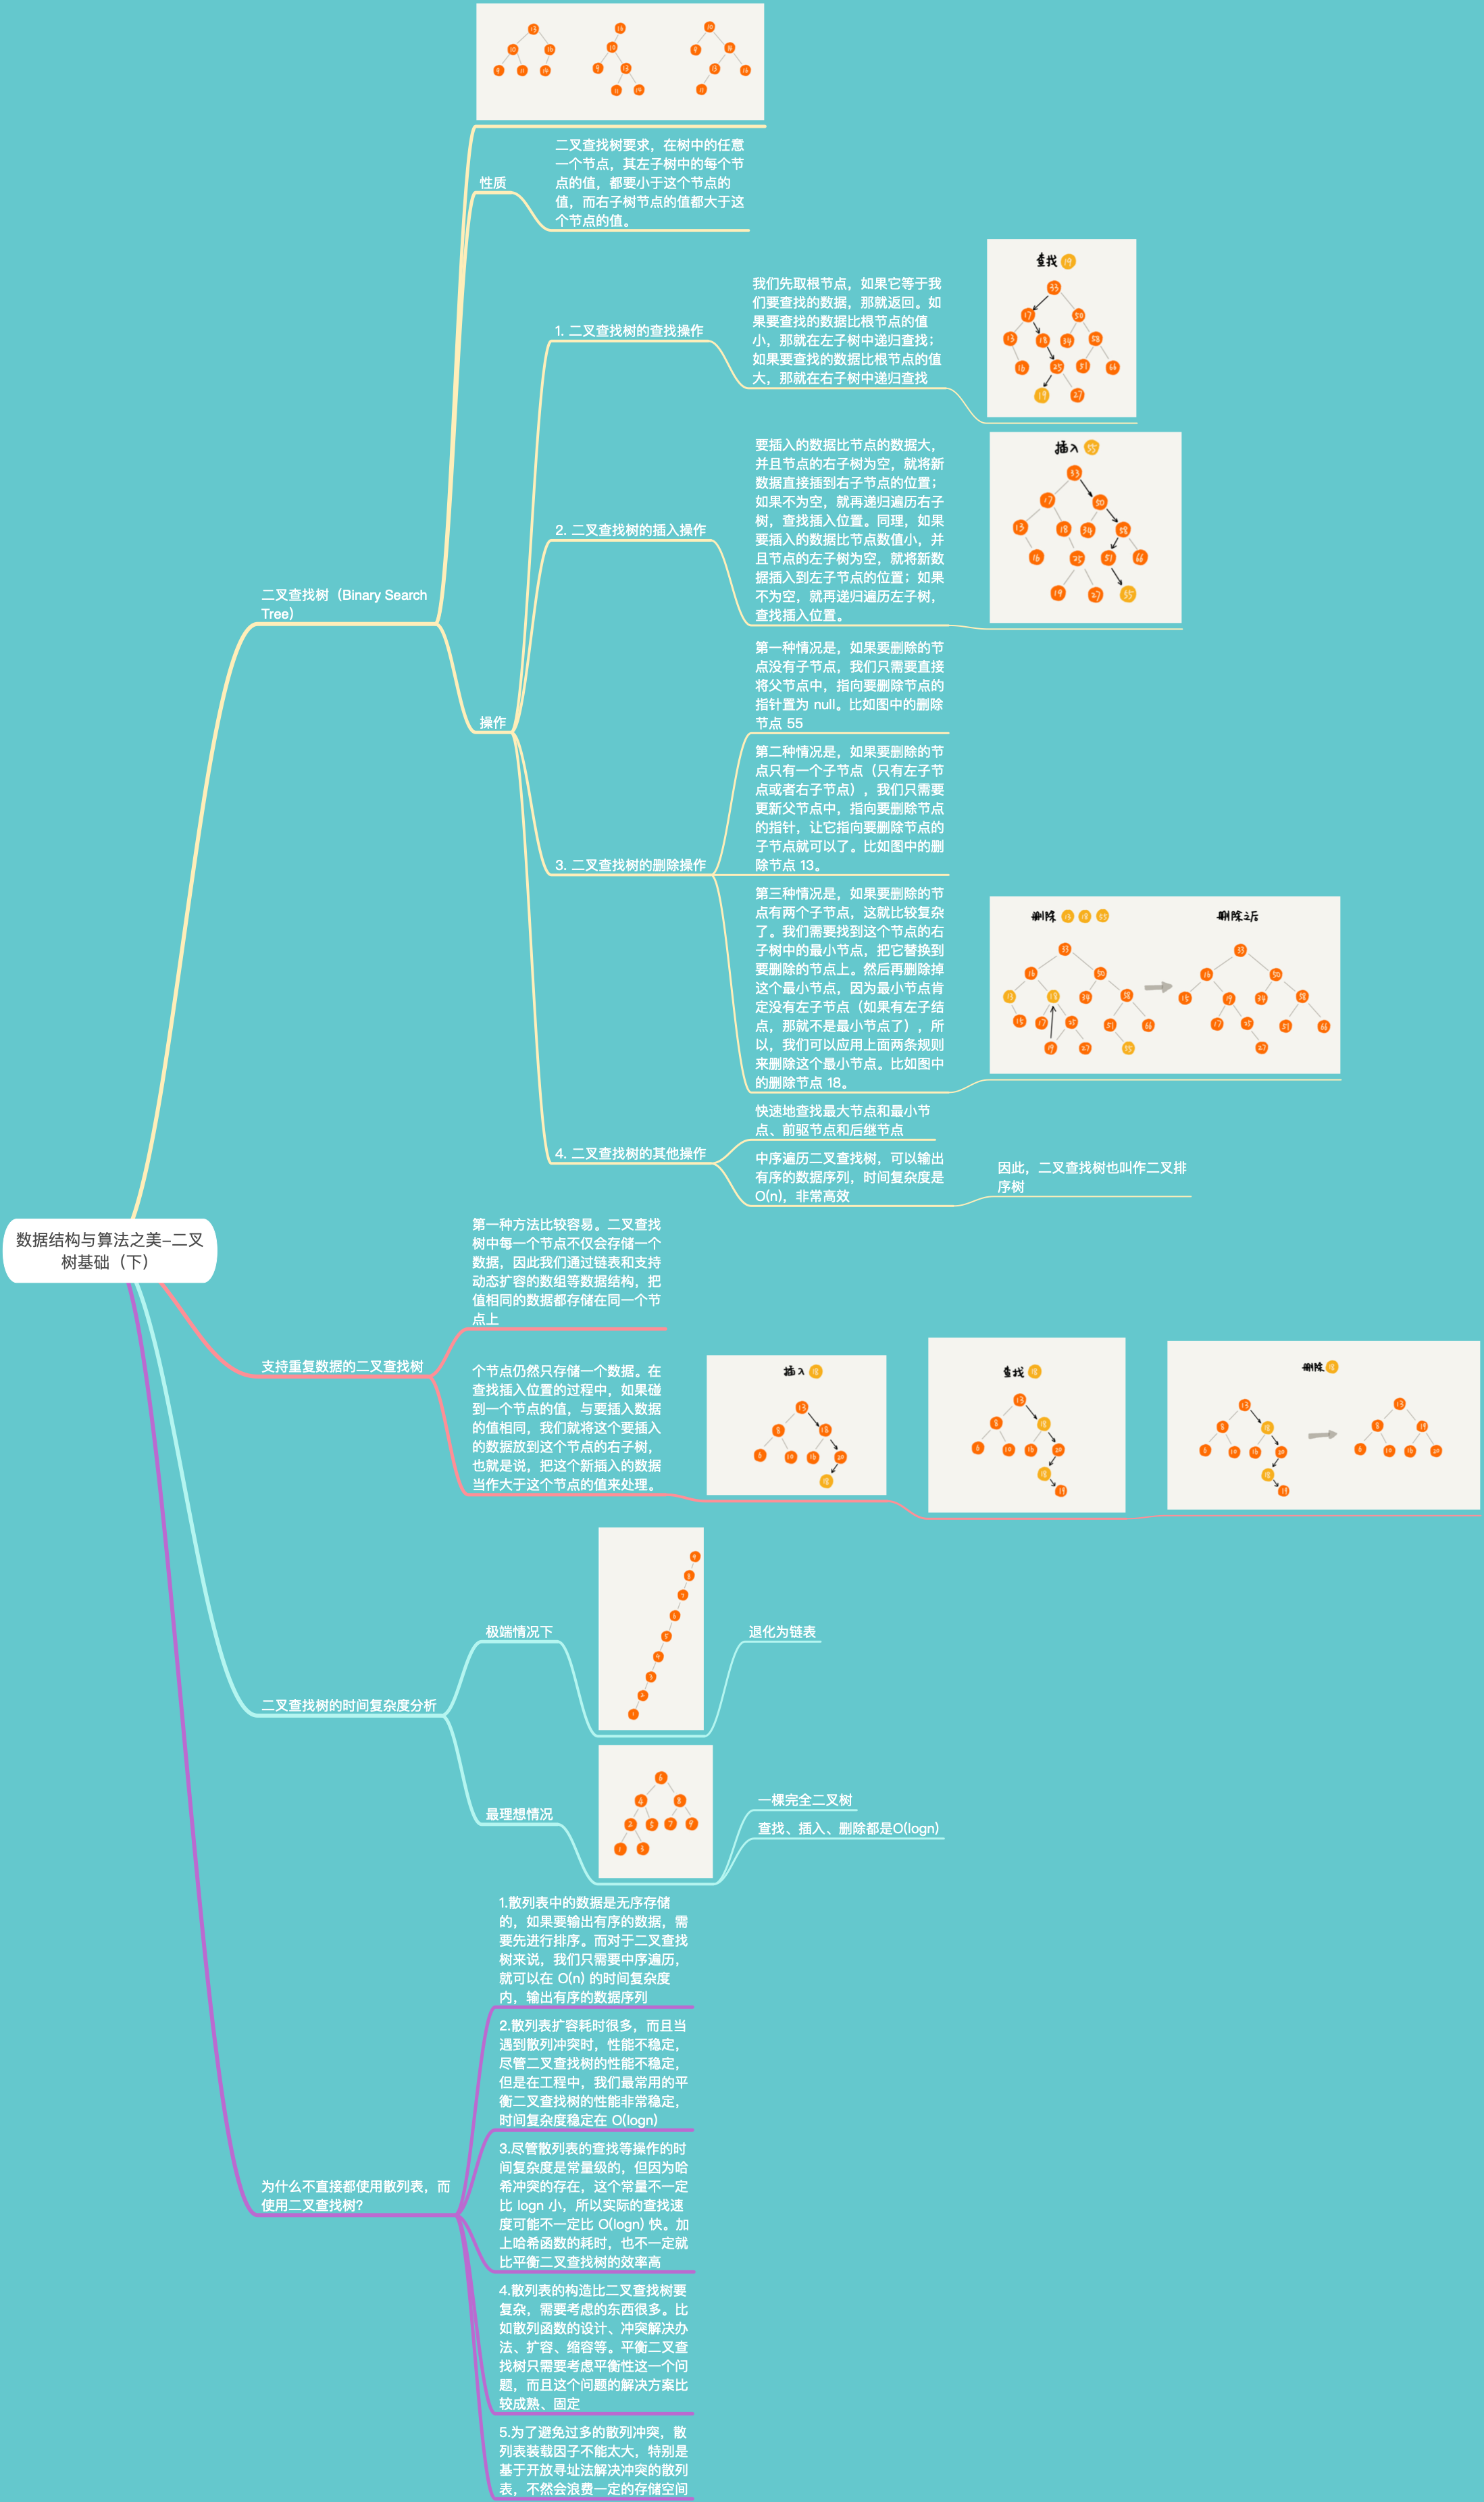 二叉查找树要求，在树中的任意
一个节点，其左子树中的每个节
点的值，都要小于这个节点的
值，而右子树节点的值都大于这
个节点的值。
性质
查找 19
我们先取根节点，如果它等于我
们要查找的数据，那就返回。如
果要查找的数据比根节点的值
小，那就在左子树中递归查找；
如果要查找的数据比根节点的值
大，那就在右子树中递归查找
1. 二叉查找树的查找操作
插入 55
要插入的数据比节点的数据大，
并且节点的右子树为空，就将新
数据直接插到右子节点的位置；
如果不为空，就再递归遍历右子
树，查找插入位置。同理，如果
要插入的数据比节点数值小，并
且节点的左子树为空，就将新数
据插入到左子节点的位置；如果
不为空，就再递归遍历左子树，
查找插入位置。
2. 二叉查找树的插入操作
二叉查找树（Binary Search
Tree）
操作
第一种情况是，如果要删除的节
点没有子节点，我们只需要直接
将父节点中，指向要删除节点的
指针置为 null。比如图中的删除
节点 55
第二种情况是，如果要删除的节
点只有一个子节点（只有左子节
点或者右子节点），我们只需要
更新父节点中，指向要删除节点
的指针，让它指向要删除节点的
子节点就可以了。比如图中的删
除节点 13。
3. 二叉查找树的删除操作
第三种情况是，如果要删除的节
点有两个子节点，这就比较复杂
了。我们需要找到这个节点的右
子树中的最小节点，把它替换到
要删除的节点上。然后再删除掉
这个最小节点，因为最小节点肯
定没有左子节点（如果有左子结
点，那就不是最小节点了），所
以，我们可以应用上面两条规则
来删除这个最小节点。比如图中
的删除节点 18。
删除 13 18 55
删除之后
快速地查找最大节点和最小节
点、前驱节点和后继节点
4. 二叉查找树的其他操作
中序遍历二叉查找树，可以输出
有序的数据序列，时间复杂度是
O(n)，非常高效
因此，二叉查找树也叫作二叉排
序树
数据结构与算法之美-二叉
树基础（下）
第一种方法比较容易。二叉查找
树中每一个节点不仅会存储一个
数据，因此我们通过链表和支持
动态扩容的数组等数据结构，把
值相同的数据都存储在同一个节
点上
支持重复数据的二叉查找树
个节点仍然只存储一个数据。在
查找插入位置的过程中，如果碰
到一个节点的值，与要插入数据
的值相同，我们就将这个要插入
的数据放到这个节点的右子树，
也就是说，把这个新插入的数据
当作大于这个节点的值来处理。
插入 18
查找 18
删除 18
极端情况下
退化为链表
二叉查找树的时间复杂度分析
最理想情况
一棵完全二叉树
查找、插入、删除都是O(logn)
1.散列表中的数据是无序存储
的，如果要输出有序的数据，需
要先进行排序。而对于二叉查找
树来说，我们只需要中序遍历，
就可以在 O(n) 的时间复杂度
内，输出有序的数据序列
2.散列表扩容耗时很多，而且当
遇到散列冲突时，性能不稳定，
尽管二叉查找树的性能不稳定，
但是在工程中，我们最常用的平
衡二叉查找树的性能非常稳定，
时间复杂度稳定在 O(logn)
为什么不直接都使用散列表，而
使用二叉查找树？
3.尽管散列表的查找等操作的时
间复杂度是常量级的，但因为哈
希冲突的存在，这个常量不一定
比 logn 小，所以实际的查找速
度可能不一定比 O(logn) 快。加
上哈希函数的耗时，也不一定就
比平衡二叉查找树的效率高
4.散列表的构造比二叉查找树要
复杂，需要考虑的东西很多。比
如散列函数的设计、冲突解决办
法、扩容、缩容等。平衡二叉查
找树只需要考虑平衡性这一个问
题，而且这个问题的解决方案比
较成熟、固定
5.为了避免过多的散列冲突，散
列表装载因子不能太大，特别是
基于开放寻址法解决冲突的散列
表，不然会浪费一定的存储空间